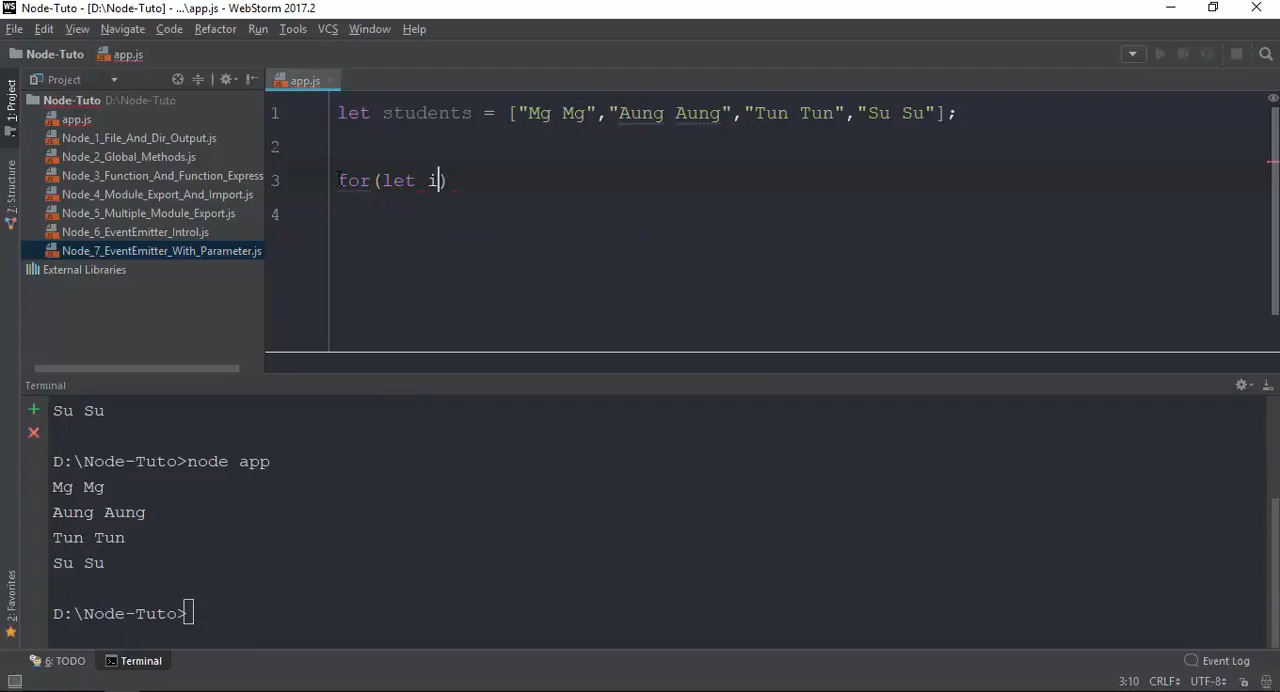 WS Node-Tuto - [D:\Node-Tuto] - ...\app.js - WebStorm 2017.2
File Edit View Navigate Code Refactor Run Tools VCS Window Help
Node-Tuto app.js
1: Project
Z: Structure
2: Favorites
Project
Node-Tuto D:\Node-Tuto
app.js
Node_1_File_And_Dir_Output.js
Node_2_Global_Methods.js
Node_3_Function_And_Function_Express
Node_4_Module_Export_And_Import.js
Node_5_Multiple_Module_Export.js
Node_6_EventEmitter_Introl.js
Node_7_EventEmitter_With_Parameter.js
External Libraries
app.js
1 let students = ["Mg Mg","Aung Aung","Tun Tun","Su Su"];
2
3 for(let i)
4
Terminal
Su Su
D:\Node-Tuto>node app
Mg Mg
Aung Aung
Tun Tun
Su Su
D:\Node-Tuto>
6: TODO Terminal Event Log
3:10 CRLF UTF-8